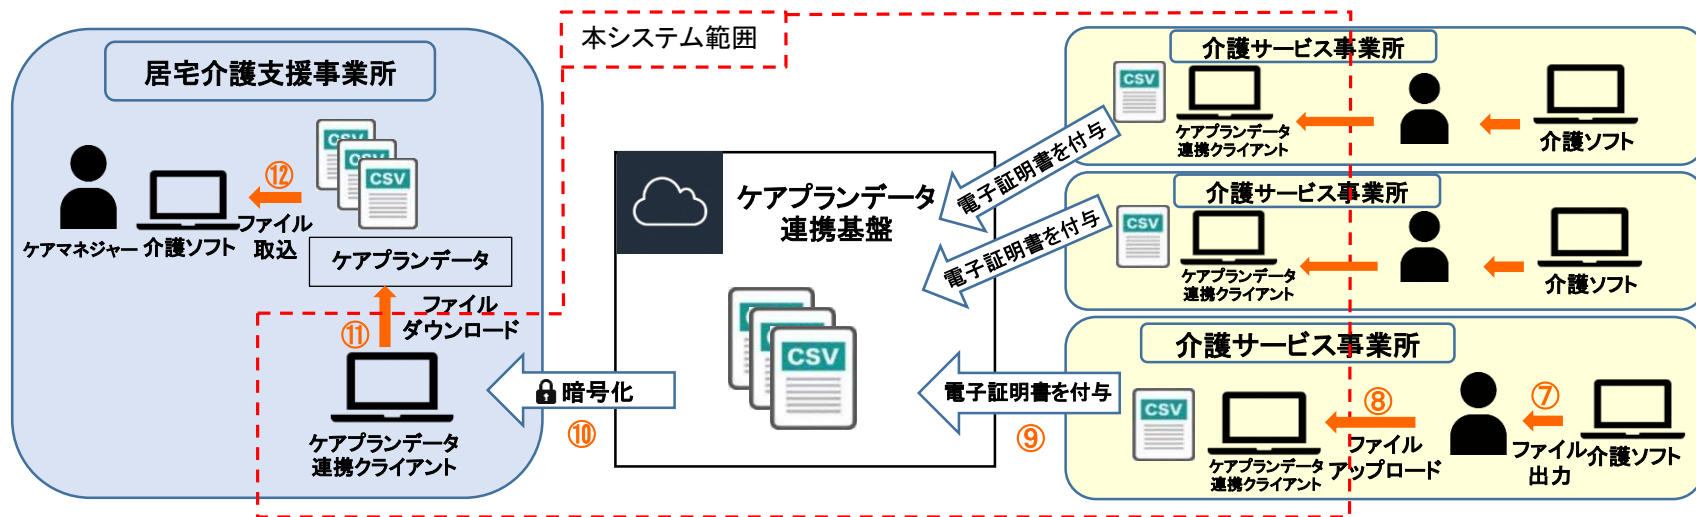 本システム範囲
居宅介護支援事業所
CSV
CSV
CSV
⑫
ファイル
取込
ケアマネジャー
介護ソフト
ケアプランデータ
⑪
ファイル
ダウンロード
ケアプランデータ
連携クライアント
暗号化
⑩
ケアプランデータ
連携基盤
CSV
CSV
CSV
電子証明書を付与
電子証明書を付与
電子証明書を付与
⑨
介護サービス事業所
CSV
ケアプランデータ
連携クライアント
介護ソフト
介護サービス事業所
CSV
ケアプランデータ
連携クライアント
介護ソフト
介護サービス事業所
CSV
ケアプランデータ
連携クライアント
⑧
ファイル
アップロード
⑦
ファイル
出力
介護ソフト